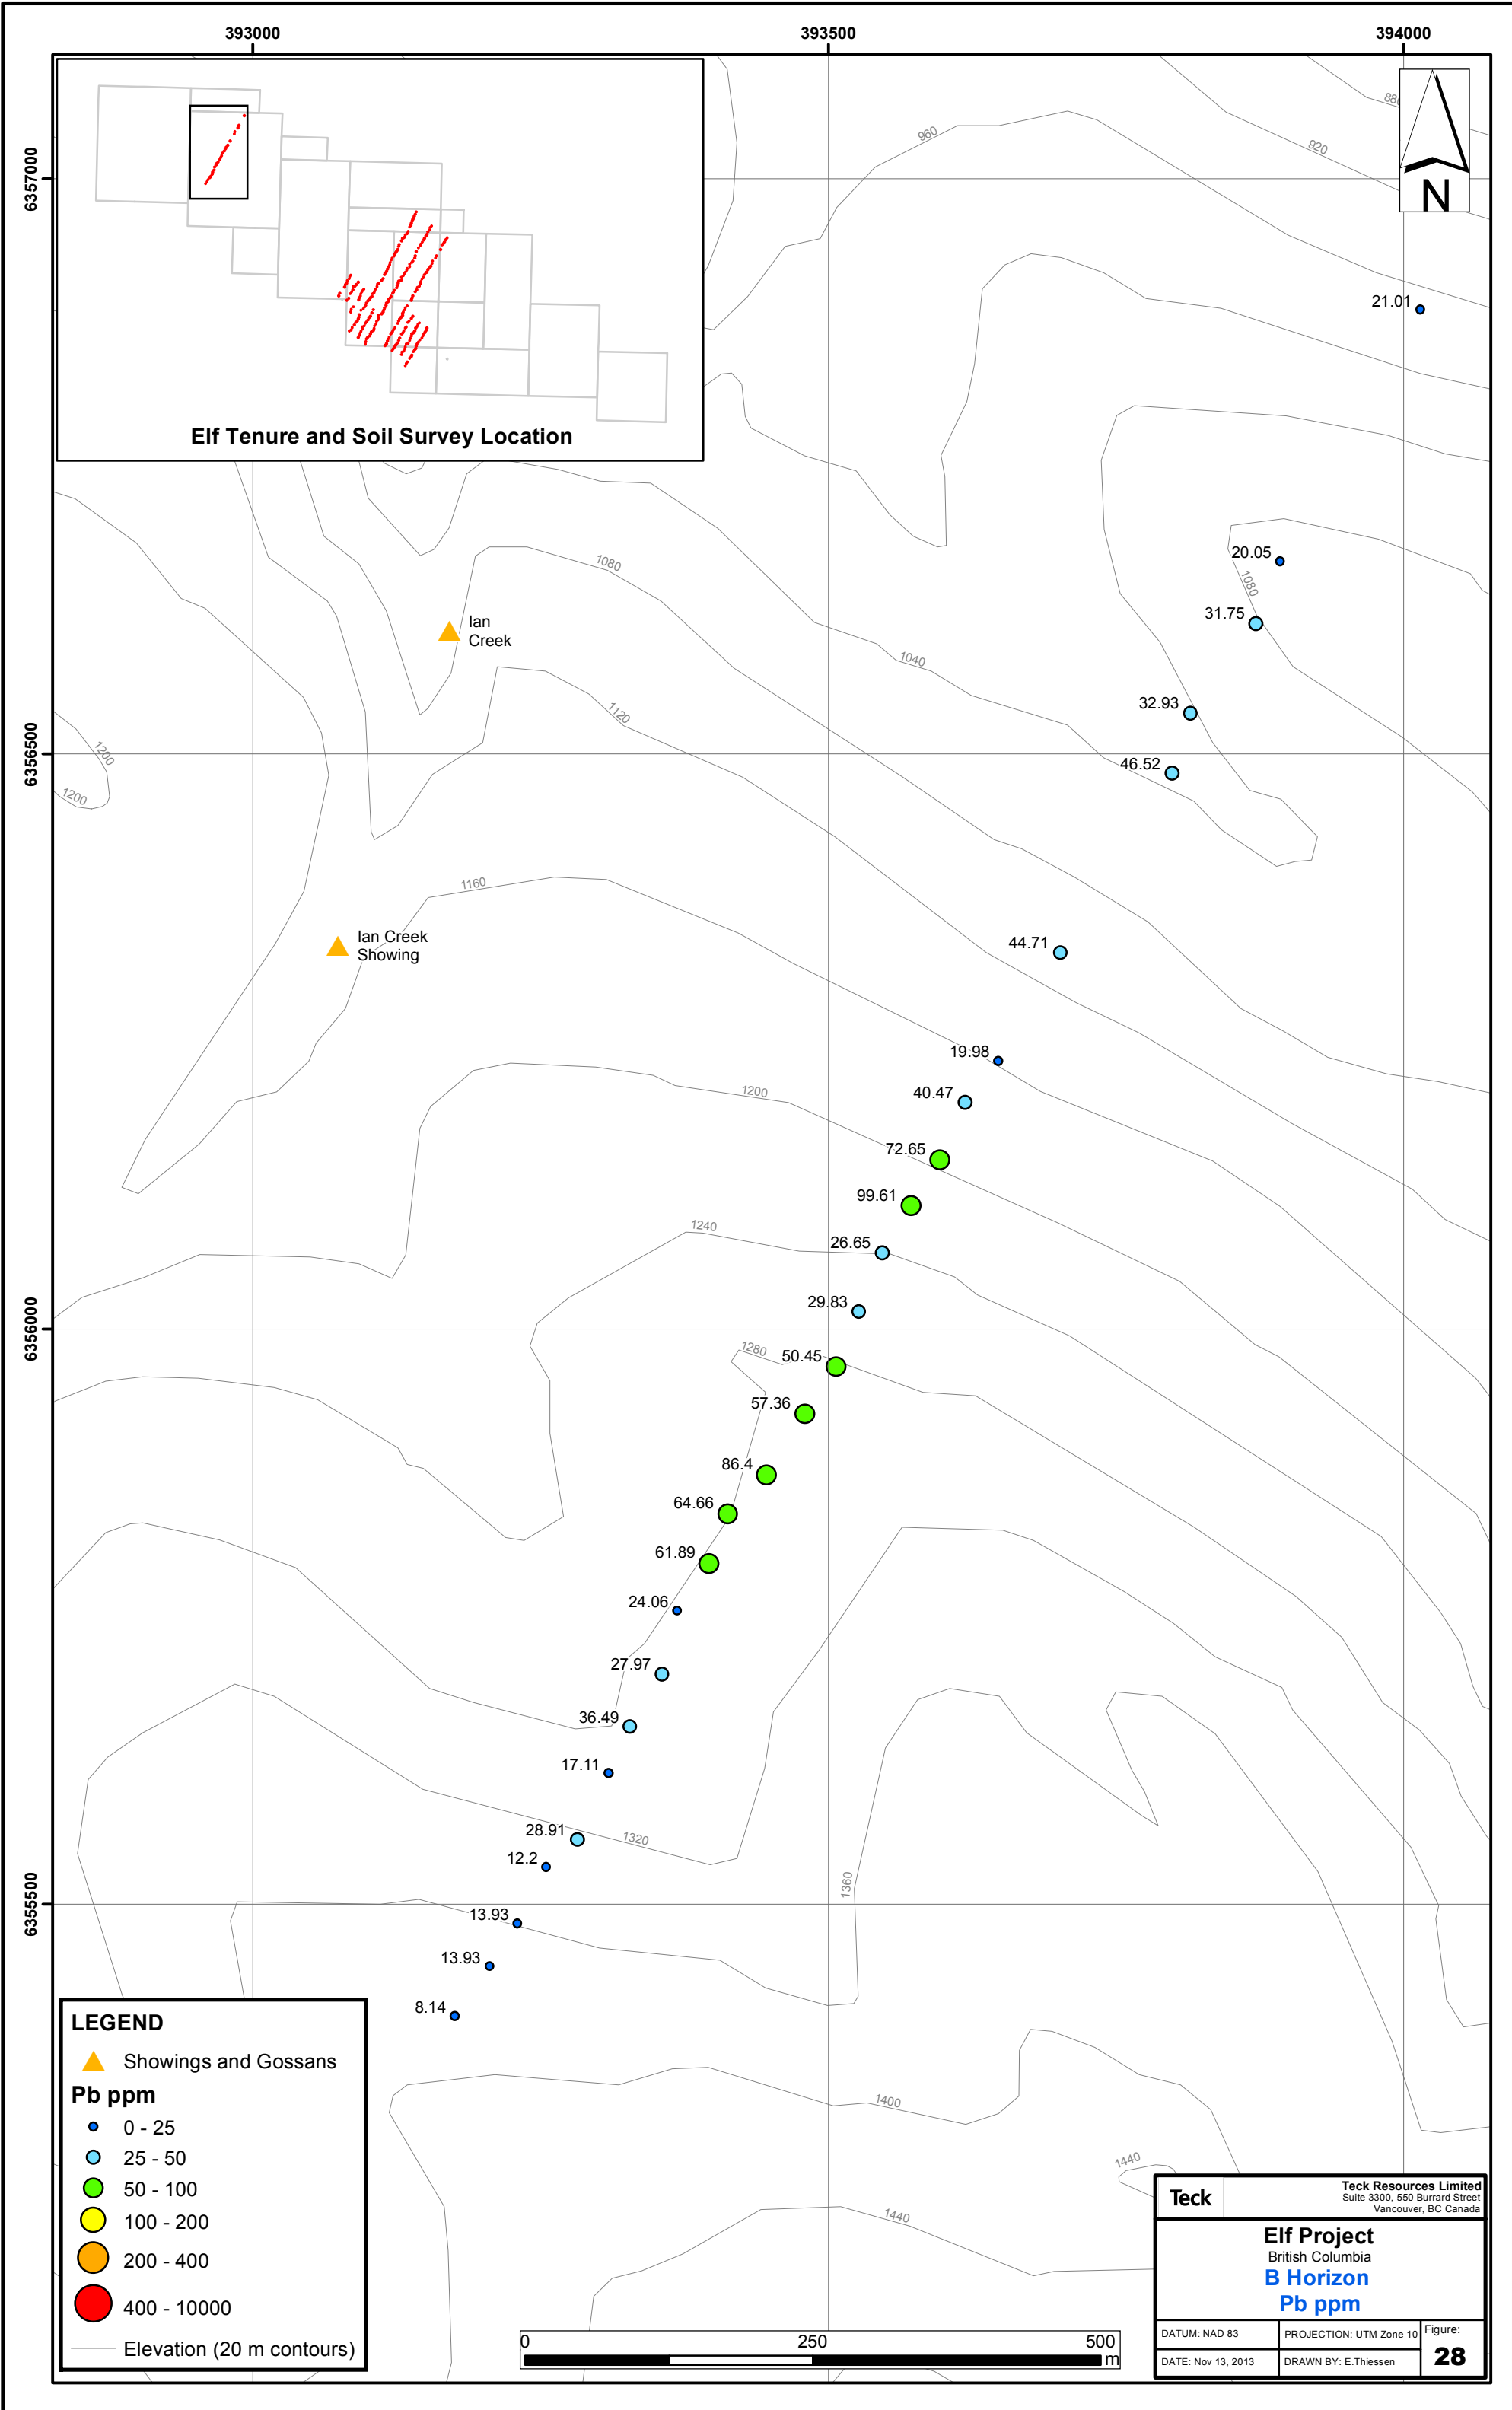 393000
393500
394000
6357000
6356500
6356000
6355500
Elf Tenure and Soil Survey Location
N
960
920
21.01
20.05
1080
31.75
32.93
46.52
1080
Ian
Creek
1040
1120
1200
1200
1160
Ian Creek
Showing
44.71
19.98
40.47
1200
72.65
99.61
1240
26.65
29.83
1280
50.45
57.36
86.4
64.66
61.89
24.06
27.97
36.49
17.11
28.91
1320
12.2
1360
13.93
13.93
8.14
1400
1440
1440
LEGEND
Showings and Gossans
Pb ppm
0 - 25
25 - 50
50 - 100
100 - 200
200 - 400
400 - 10000
Elevation (20 m contours)
0 250 500
m
Teck
Teck Resources Limited
Suite 3300, 550 Burrard Street
Vancouver, BC Canada
Elf Project
British Columbia
B Horizon
Pb ppm
DATUM: NAD 83
PROJECTION: UTM Zone 10
Figure:
28
DATE: Nov 13, 2013
DRAWN BY: E.Thiessen